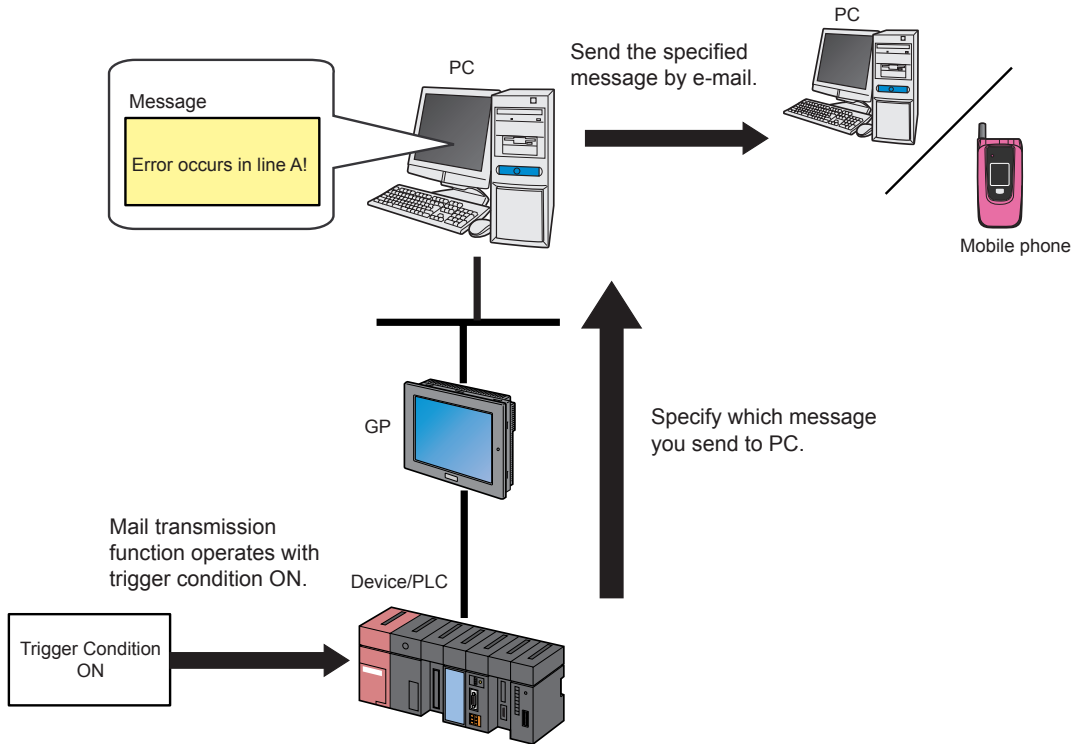 PC
Send the specified
message by e-mail.
PC
Message
Error occurs in line A!
Mobile phone
GP
Specify which message
you send to PC.
Mail transmission
function operates with
trigger condition ON.
Device/PLC
Trigger Condition
ON